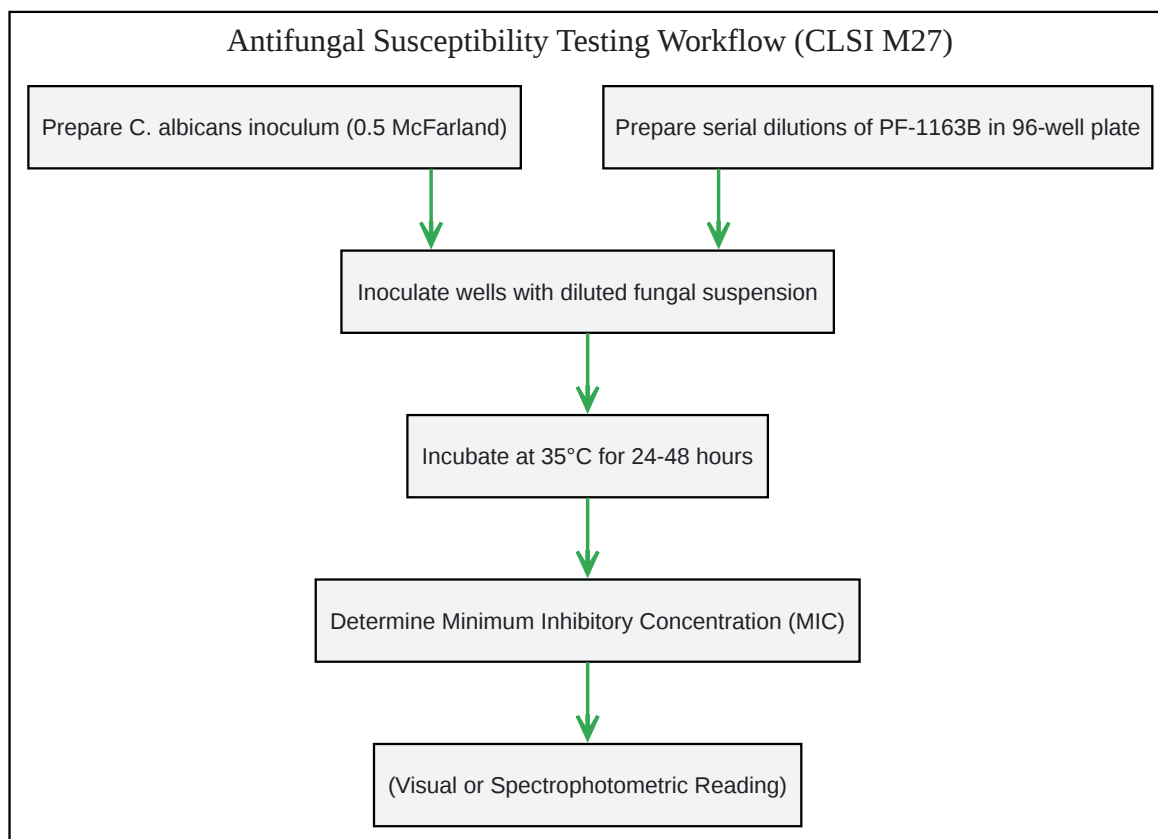 Antifungal Susceptibility Testing Workflow (CLSI M27)
Prepare C. albicans inoculum (0.5 McFarland)
Prepare serial dilutions of PF-1163B in 96-well plate
Inoculate wells with diluted fungal suspension
Incubate at 35°C for 24-48 hours
Determine Minimum Inhibitory Concentration (MIC)
(Visual or Spectrophotometric Reading)